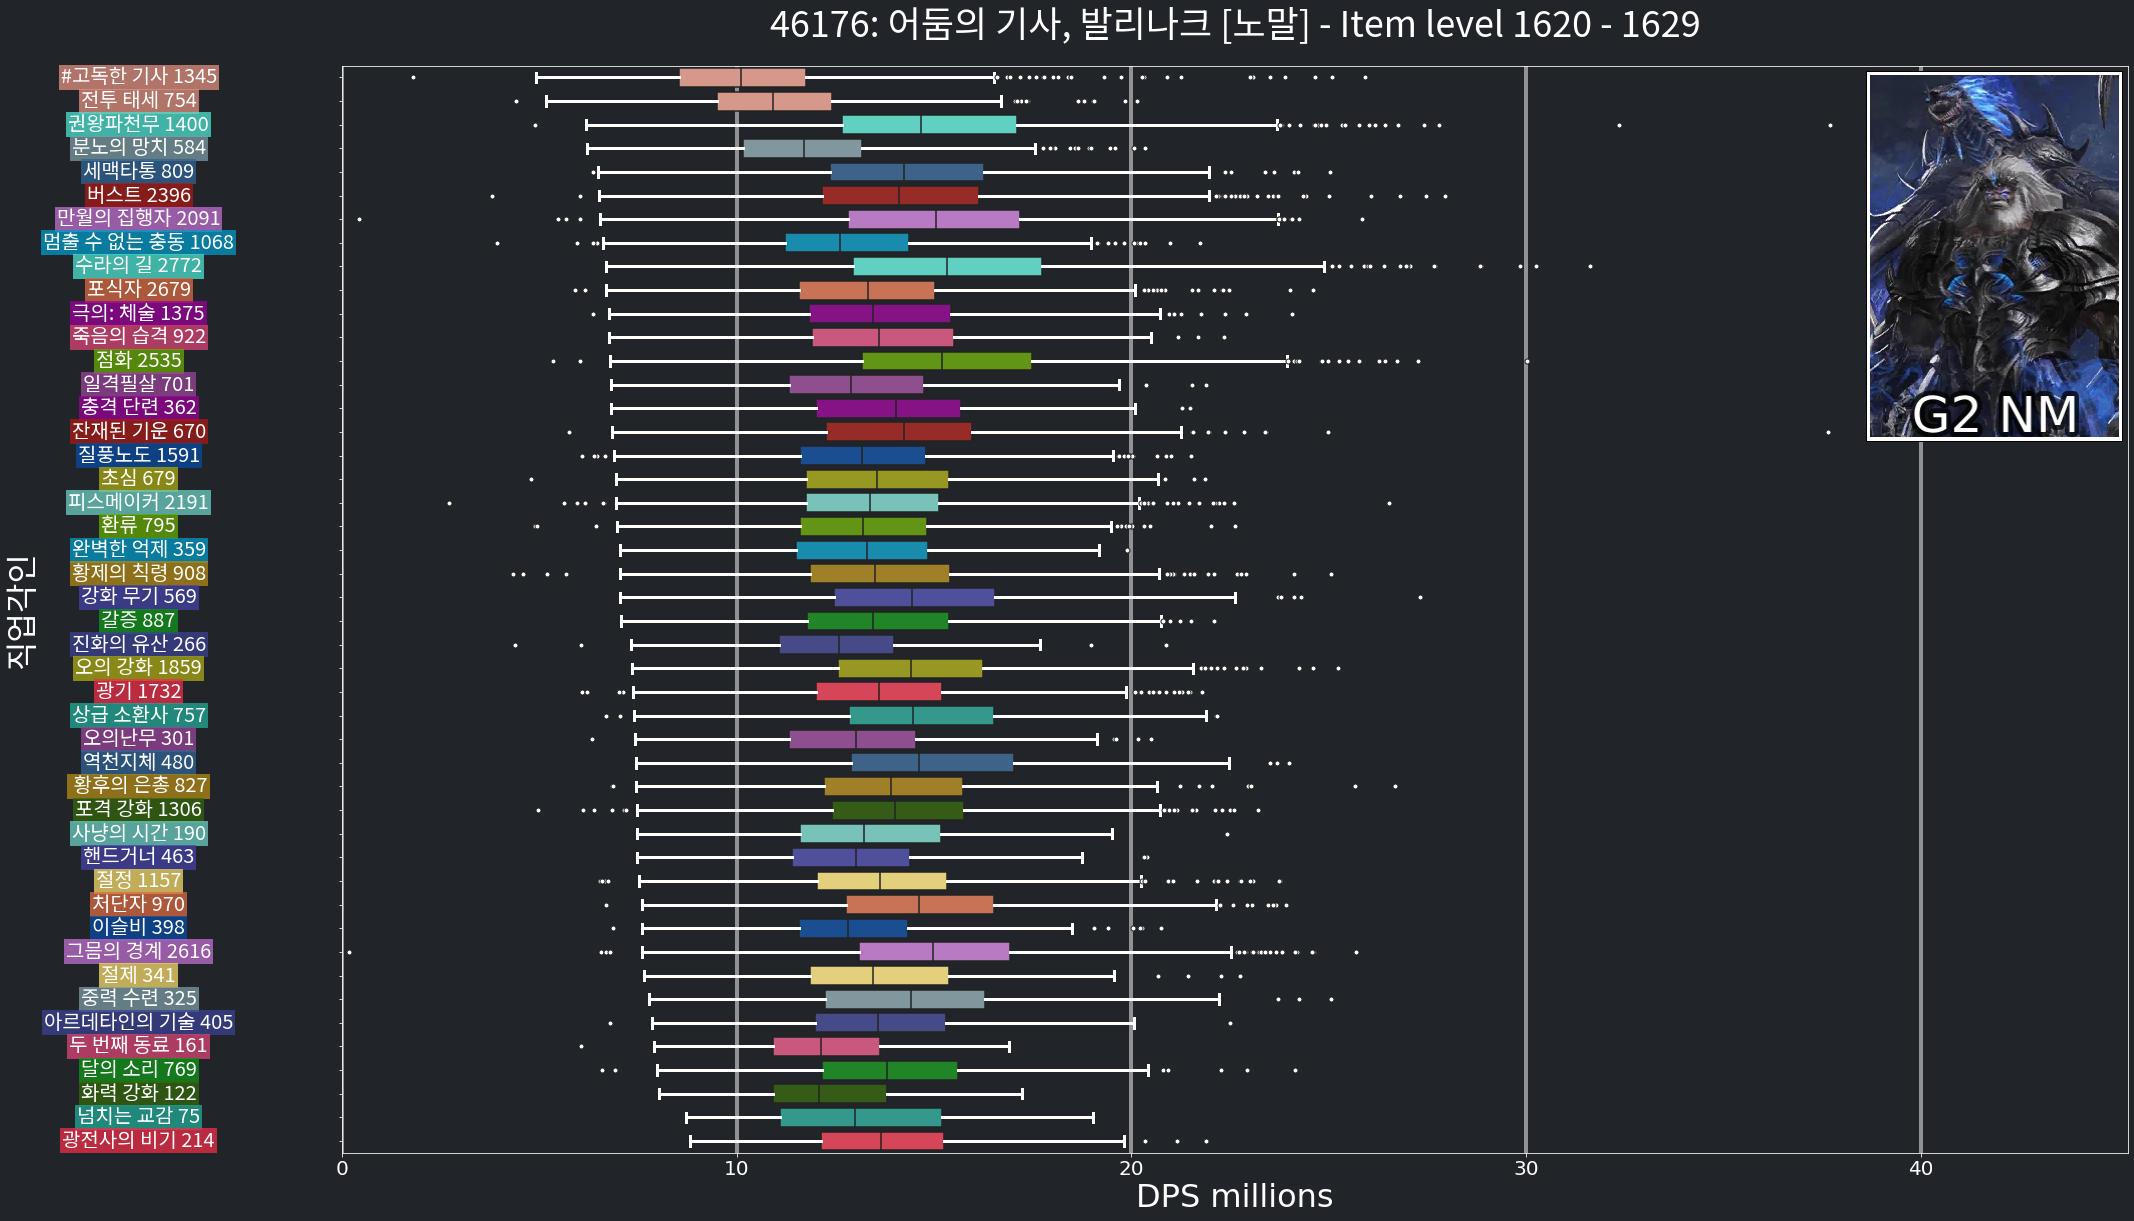 46176: 어둠의 기사, 발리나크 [노말] - Item level 1620 - 1629
#고독한 기사 1345
전투 태세 754
권왕파천무 1400
분노의 망치 584
세맥타통 809
버스트 2396
만월의 집행자 2091
멈출 수 없는 충동 1068
수라의 길 2772
포식자 2679
극의: 체술 1375
죽음의 습격 922
점화 2535
일격필살 701
충격 단련 362
잔재된 기운 670
질풍노도 1591
초심 679
피스메이커 2191
환류 795
완벽한 억제 359
황제의 칙령 908
강화 무기 569
갈증 887
진화의 유산 266
오의 강화 1859
광기 1732
상급 소환사 757
오의난무 301
역천지체 480
황후의 은총 827
포격 강화 1306
사냥의 시간 190
핸드거너 463
절정 1157
처단자 970
이슬비 398
그믐의 경계 2616
절제 341
중력 수련 325
아르데타인의 기술 405
두 번째 동료 161
달의 소리 769
화력 강화 122
넘치는 교감 75
광전사의 비기 214
직업각인
G2 NM
0 10 20 30 40
DPS millions